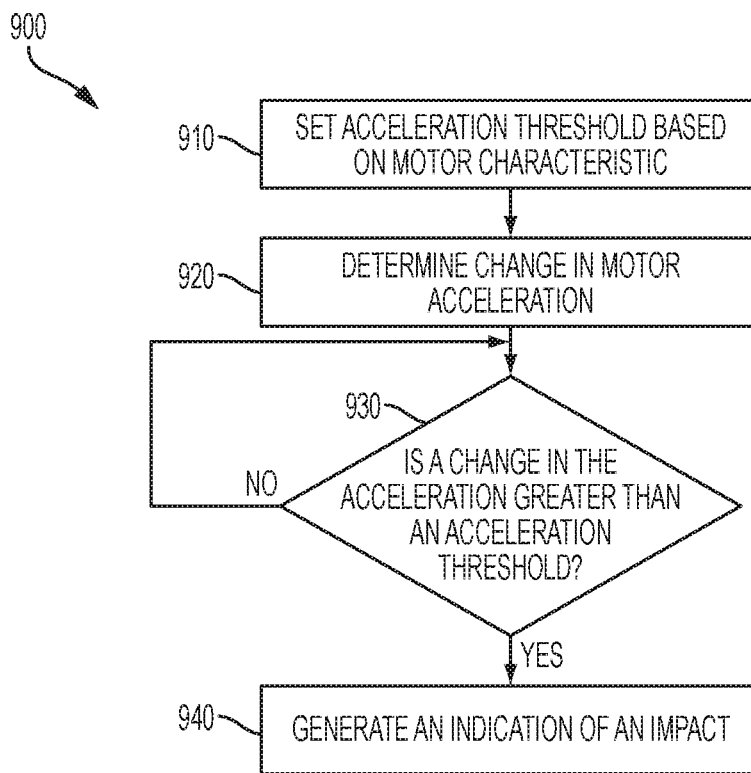 900
910
SET ACCELERATION THRESHOLD BASED
ON MOTOR CHARACTERISTIC
920
DETERMINE CHANGE IN MOTOR
ACCELERATION
930
IS A CHANGE IN THE
ACCELERATION GREATER THAN
AN ACCELERATION
THRESHOLD?
NO
YES
940
GENERATE AN INDICATION OF AN IMPACT